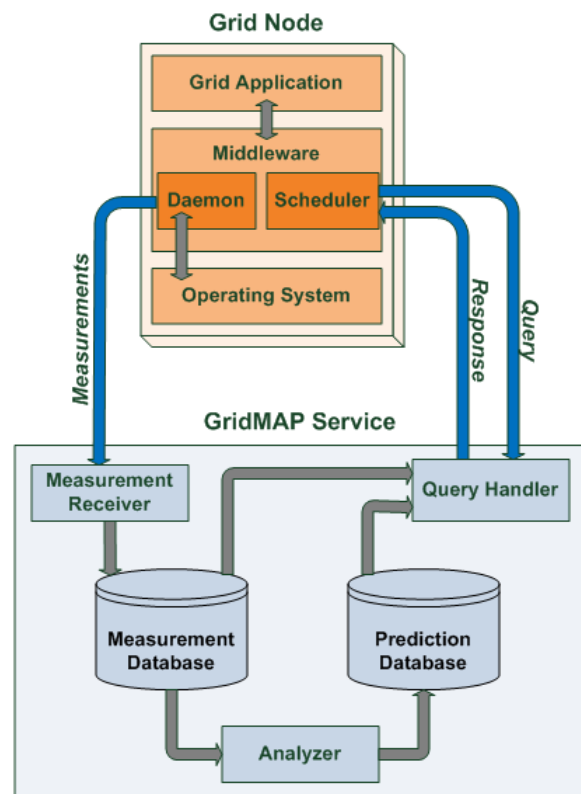 Grid Node
Grid Application
Middleware
Daemon
Scheduler
Operating System
Measurements
Response
Query
GridMAP Service
Measurement
Receiver
Query Handler
Measurement
Database
Prediction
Database
Analyzer